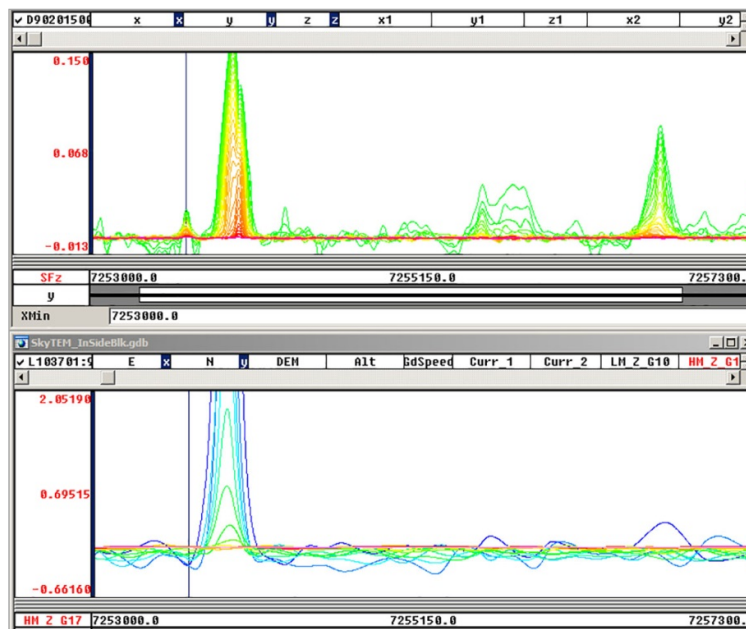 ✓ D9020150 x x y y z z x1 y1 z1 x2 y2
0.150
0.068
-0.013
SFz 7253000.0 7255150.0 7257300.
y
XMin 7253000.0
SkyTEM_InSideBlk.gdb
✓ L103701:9 E x N y DEM Alt GdSpeed Curr_1 Curr_2 LM_Z_G10 HM_Z_G1
2.05190
0.69515
-0.66160
HM_Z_G17 7253000.0 7255150.0 7257300.